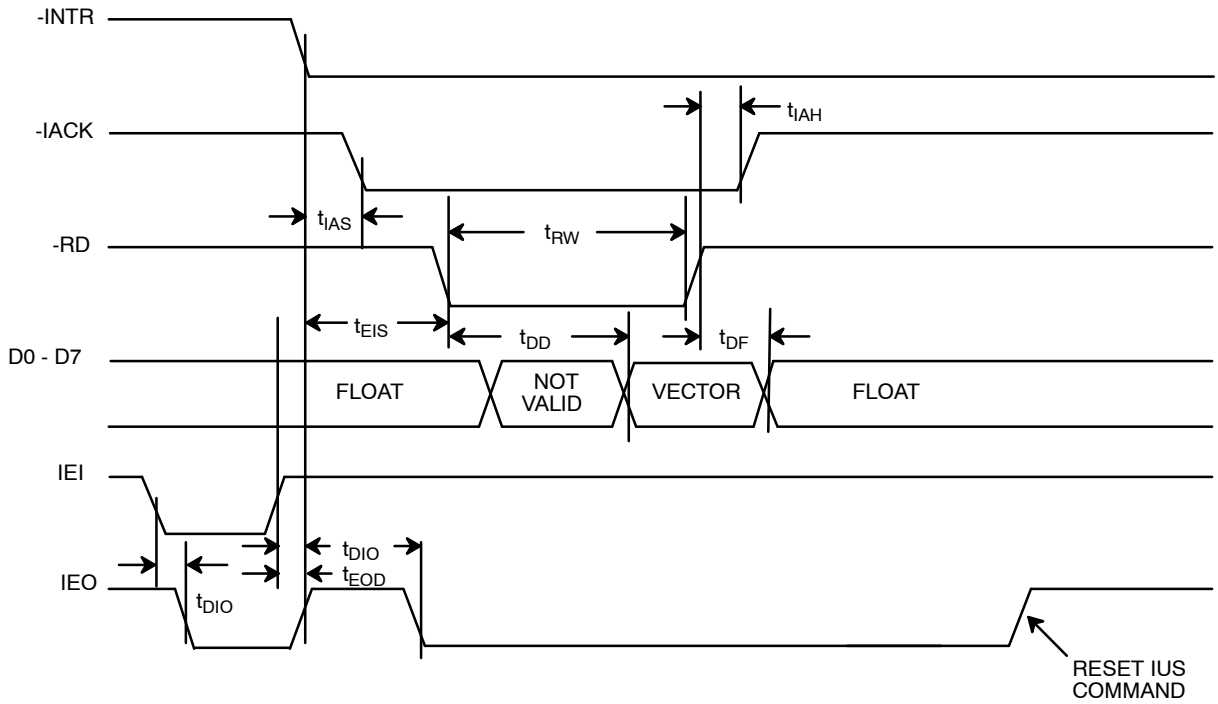 -INTR
tIAH
-IACK
tIAS
tRW
-RD
tEIS
tDD
tDF
D0 - D7
FLOAT
NOT
VALID
VECTOR
FLOAT
IEI
tDIO
tEOD
IEO
tDIO
RESET IUS
COMMAND